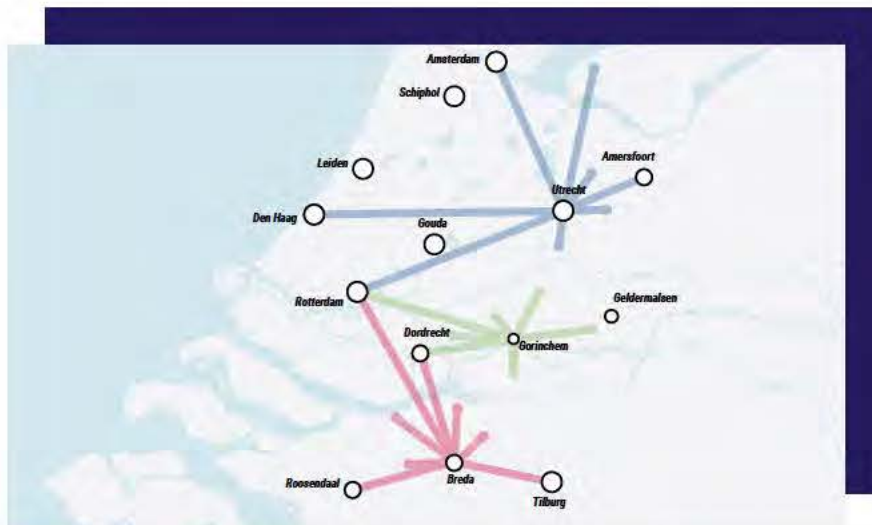 Amsterdam
Schiphol
Leiden
Amersfoort
Utrecht
Den Haag
Gouda
Rotterdam
Geldermalsen
Dordrecht
Gorinchem
Roosendaal
Breda
Tilburg